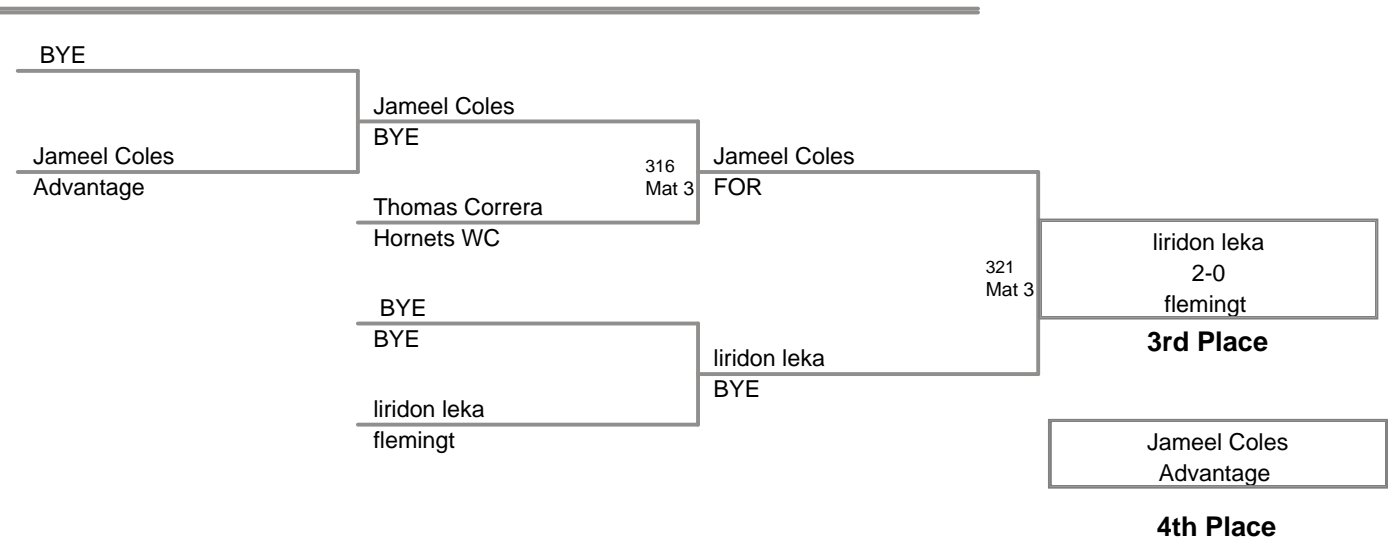 BYE
Jameel Coles
Advantage
Jameel Coles
BYE
Thomas Correra
Hornets WC
316
Mat 3
BYE
BYE
liridon leka
flemingt
Jameel Coles
FOR
liridon leka
BYE
321
Mat 3
liridon leka
2-0
flemingt
3rd Place
Jameel Coles
Advantage
4th Place